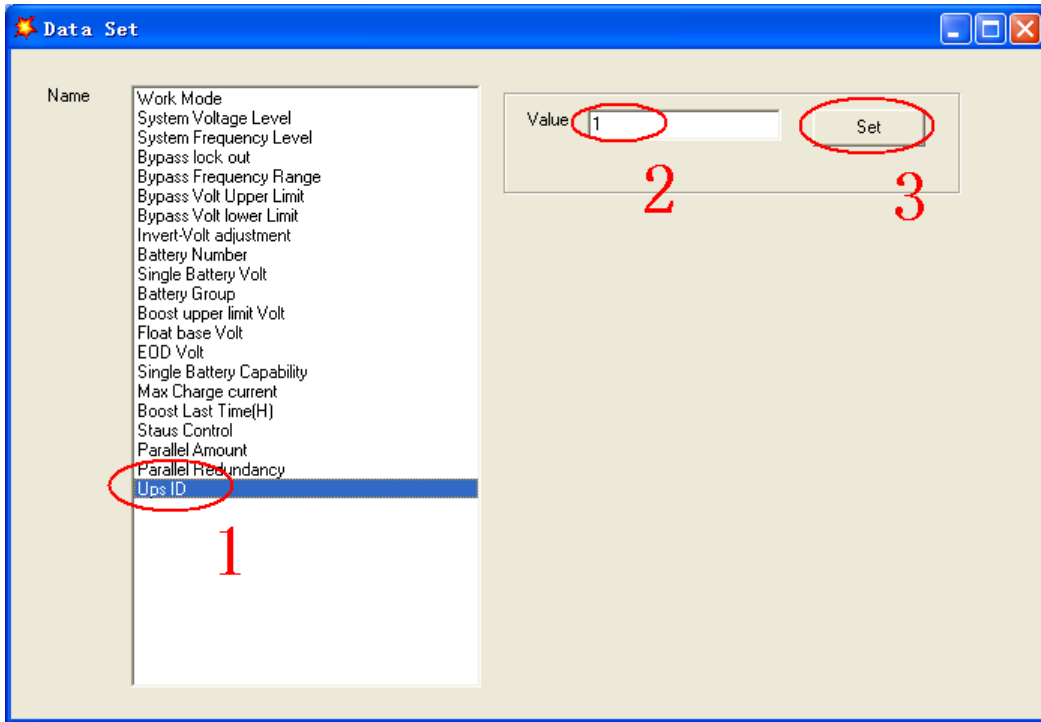 Data Set
Name
Work Mode
System Voltage Level
System Frequency Level
Bypass lock out
Bypass Frequency Range
Bypass Volt Upper Limit
Bypass Volt lower Limit
Invert-Volt adjustment
Battery Number
Single Battery Volt
Battery Group
Boost upper limit Volt
Float base Volt
EOD Volt
Single Battery Capability
Max Charge current
Boost Last Time(H)
Staus Control
Parallel Amount
Parallel Redundancy
Ups ID
1
Value 1 Set
2 3